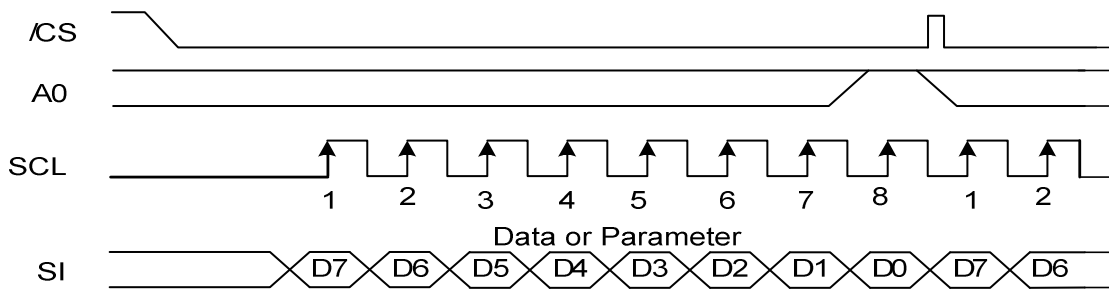 /CS
A0
SCL
1 2 3 4 5 6 7 8 1 2
Data or Parameter
SI D7 D6 D5 D4 D3 D2 D1 D0 D7 D6